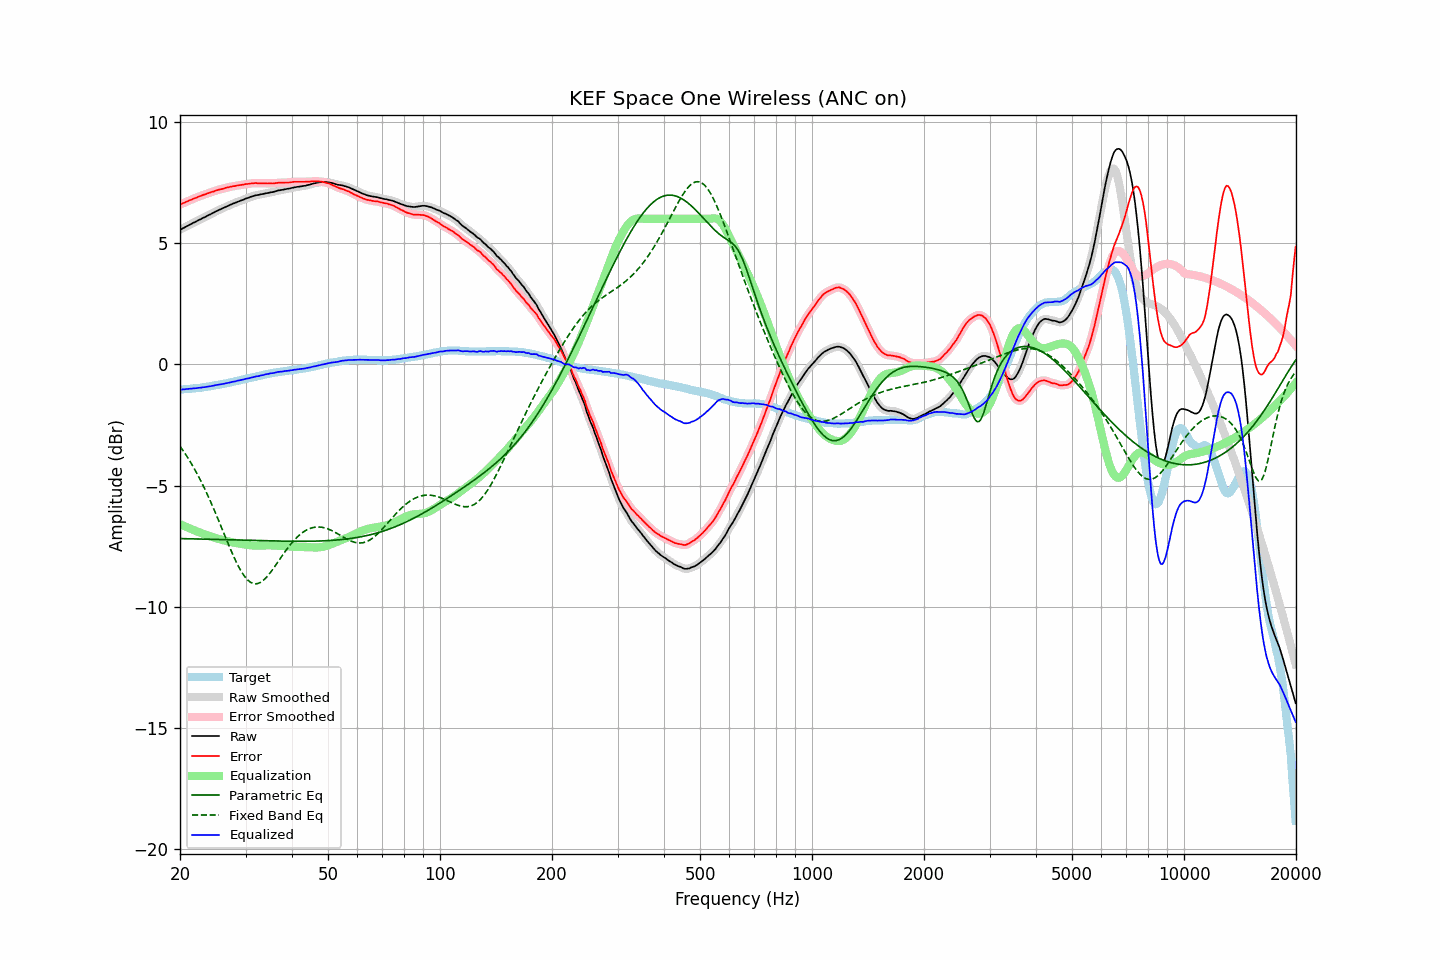 KEF Space One Wireless (ANC on)
10
5
0
−5
−10
−15
−20
Amplitude (dBr)
Target
Raw Smoothed
Error Smoothed
Raw
Error
Equalization
Parametric Eq
Fixed Band Eq
Equalized
20 50 100 200 500 1000 2000 5000 10000 20000
Frequency (Hz)